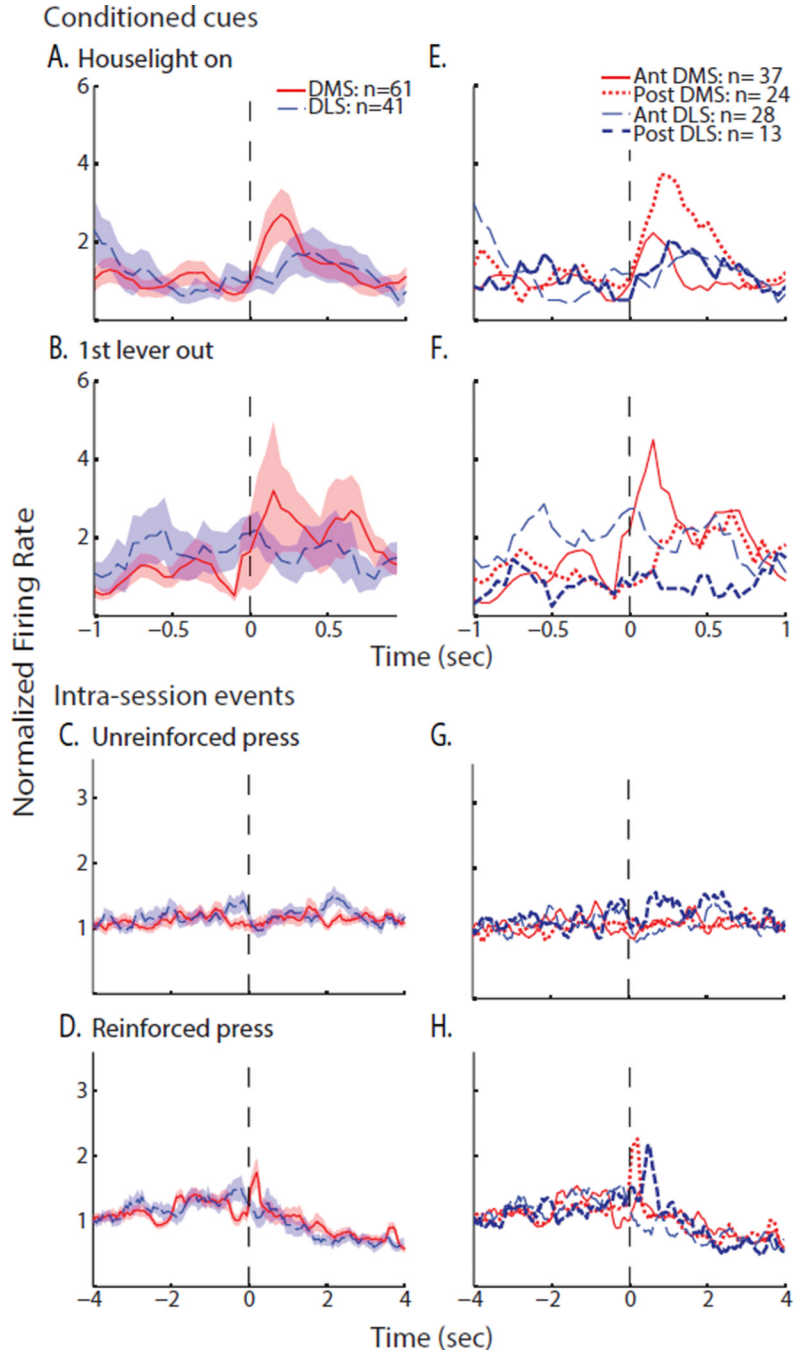 Conditioned cues
A. Houselight on
E.
DMS: n=61
DLS: n=41
Ant DMS: n= 37
Post DMS: n= 24
Ant DLS: n= 28
Post DLS: n= 13
6
4
2
B. 1st lever out
F.
6
4
2
−1 −0.5 0 0.5 −1 −0.5 0 0.5 1
Time (sec)
Normalized Firing Rate
Intra-session events
C. Unreinforced press
G.
3
2
1
D. Reinforced press
H.
3
2
1
−4 −2 0 2 4 −4 −2 0 2 4
Time (sec)